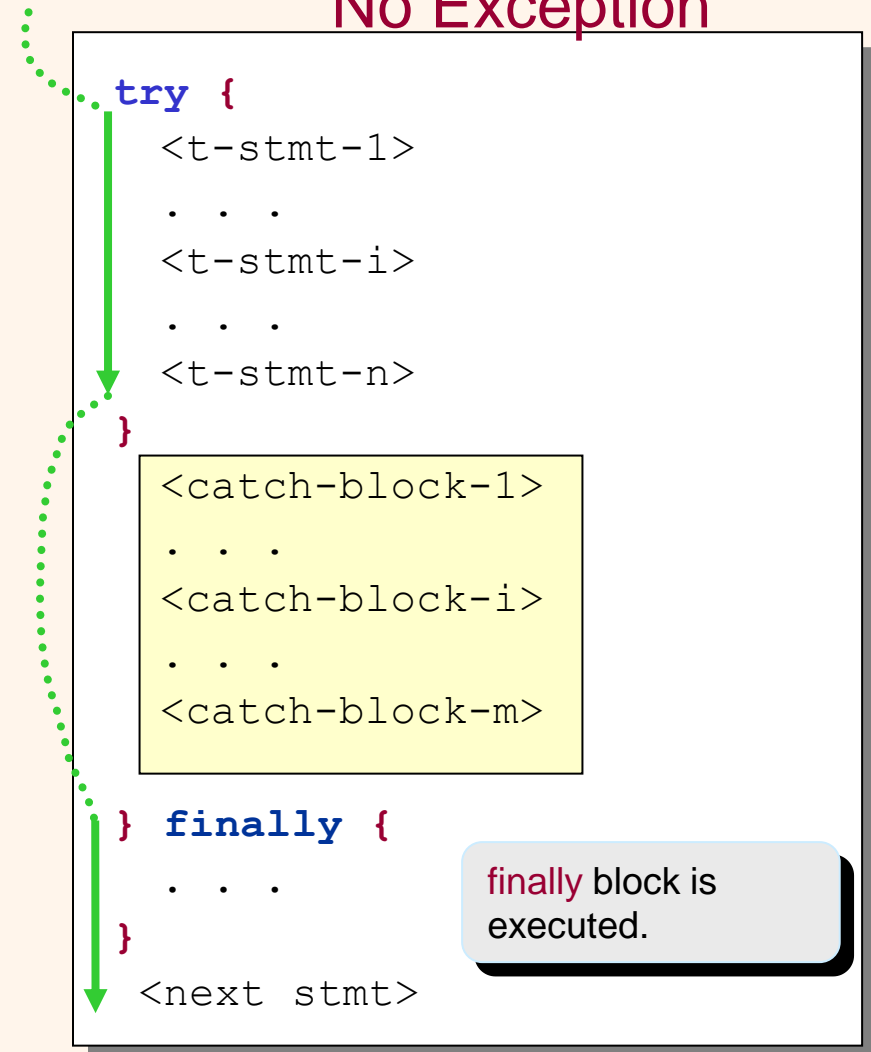 No Exception
try {
<t-stmt-1>
. . .
<t-stmt-i>
. . .
<t-stmt-n>
}
<catch-block-1>
. . .
<catch-block-i>
. . .
<catch-block-m>
} finally {
. . .
}
<next stmt>
finally block is
executed.